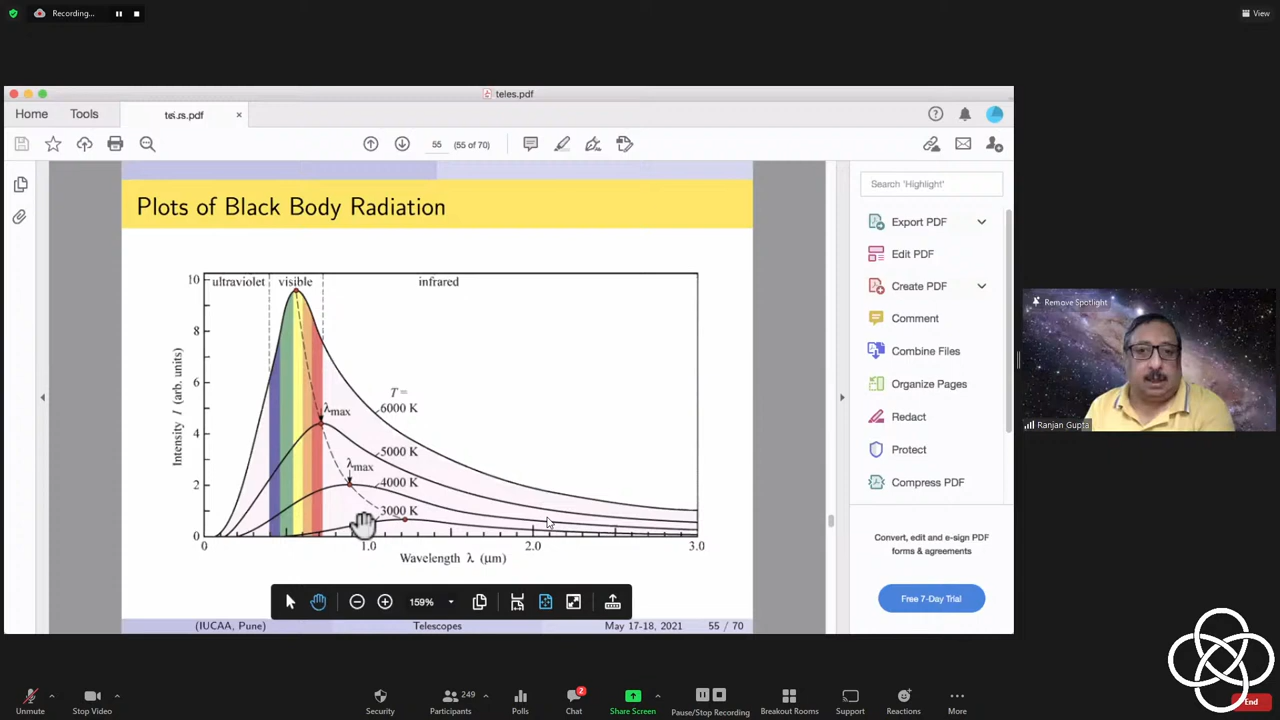 Recording...
View
teles.pdf
Home
Tools
×
55
(55 of 70)
Plots of Black Body Radiation
Search 'Highlight'
Export PDF
Edit PDF
Create PDF
Comment
Combine Files
Organize Pages
Redact
Protect
Compress PDF
Convert, edit and e-sign PDF
forms & agreements
Free 7-Day Trial
ultraviolet
visible
infrared
10
8
6
4
2
0
Intensity I (arb. units)
T =
6000 K
λmax
5000 K
λmax
4000 K
3000 K
0
1.0
2.0
3.0
Wavelength λ (μm)
159%
(IUCAA, Pune)
Telescopes
May 17-18, 2021
55 / 70
Remove Spotlight
Ranjan Gupta
Unmute
Stop Video
Security
249
Participants
Polls
2
Chat
Share Screen
Pause/Stop Recording
Breakout Rooms
Support
Reactions
More
End